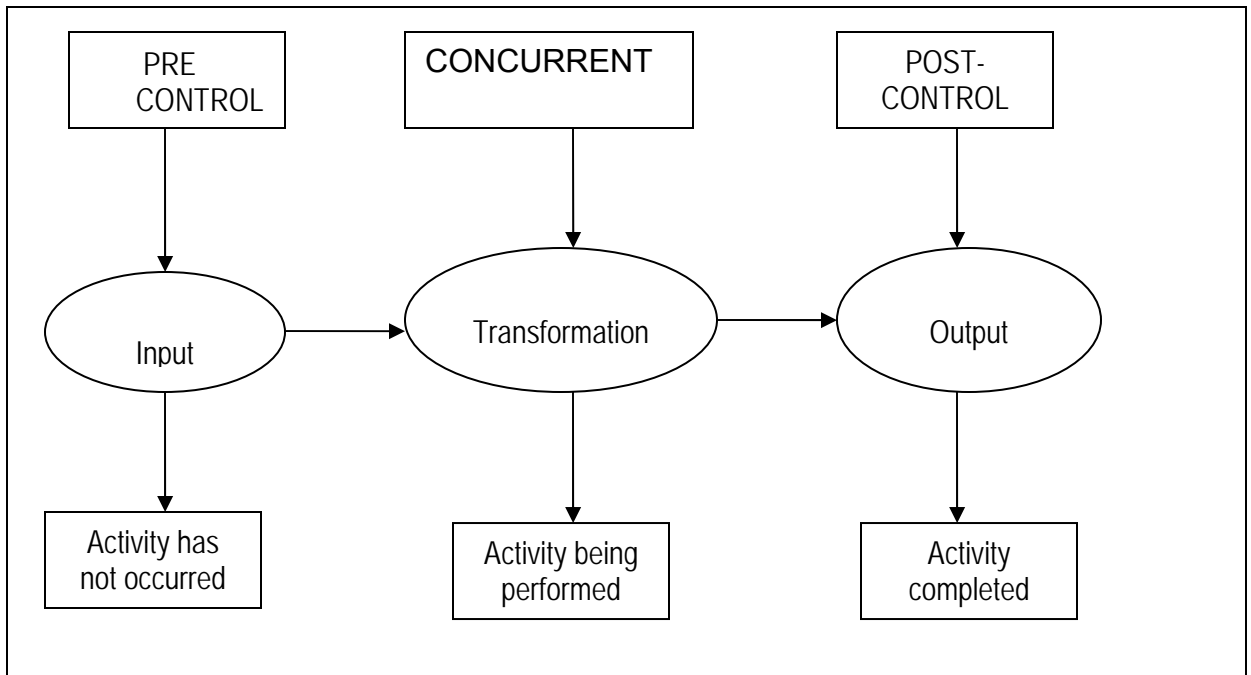 PRE
CONTROL
CONCURRENT
POST-
CONTROL
Input
Transformation
Output
Activity has
not occurred
Activity being
performed
Activity
completed